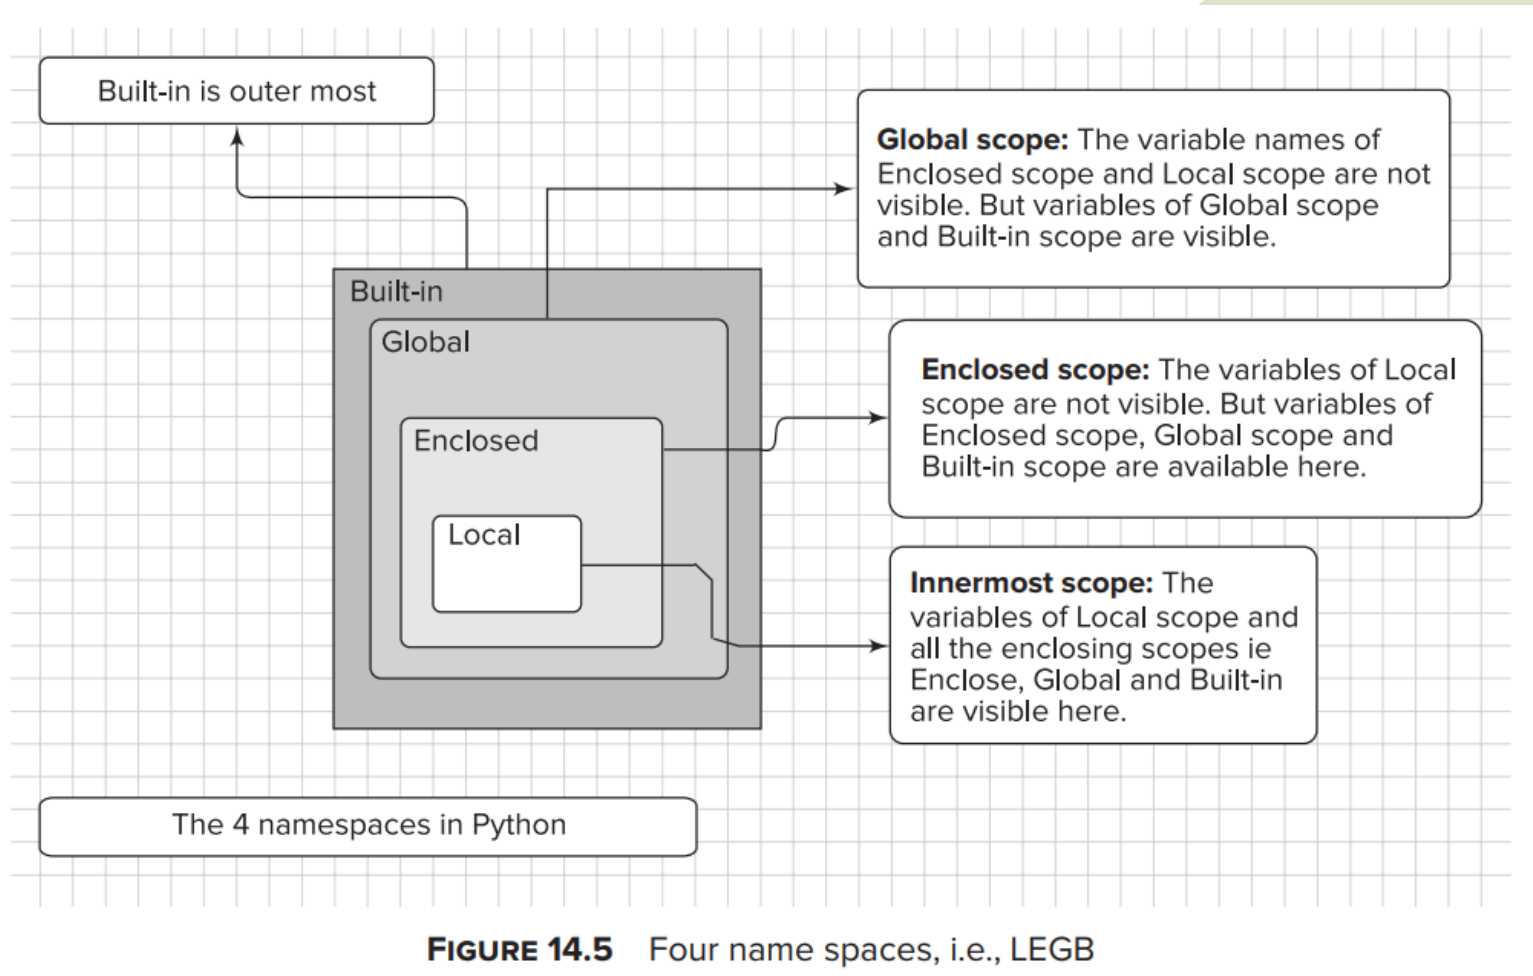 Built-in is outer most
Global scope: The variable names of
Enclosed scope and Local scope are not
visible. But variables of Global scope
and Built-in scope are visible.
Built-in
Global
Enclosed scope: The variables of Local
scope are not visible. But variables of
Enclosed scope, Global scope and
Built-in scope are available here.
Enclosed
Local
Innermost scope: The
variables of Local scope and
all the enclosing scopes ie
Enclose, Global and Built-in
are visible here.
The 4 namespaces in Python
FIGURE 14.5 Four name spaces, i.e., LEGB